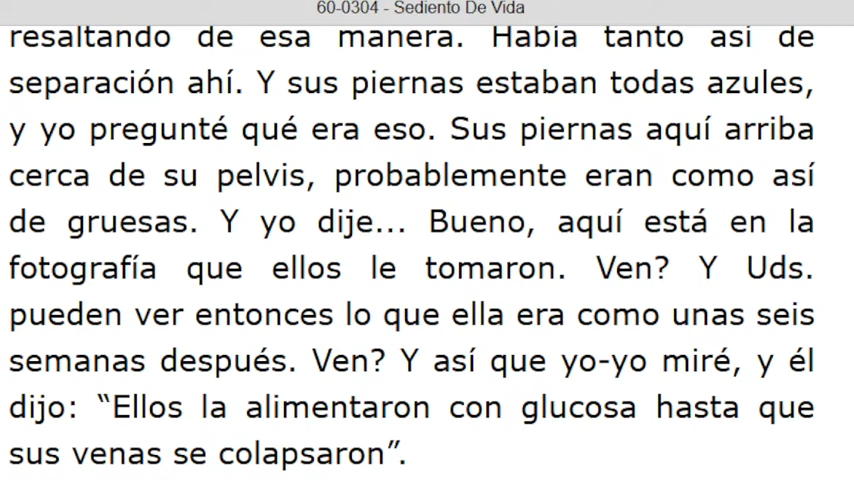 60-0304 - Sediento De Vida
resaltando de esa manera. Había tanto así de
separación ahí. Y sus piernas estaban todas azules,
y yo pregunté qué era eso. Sus piernas aquí arriba
cerca de su pelvis, probablemente eran como así
de gruesas. Y yo dije... Bueno, aquí está en la
fotografía que ellos le tomaron. Ven? Y Uds.
pueden ver entonces lo que ella era como unas seis
semanas después. Ven? Y así que yo-yo miré, y él
dijo: “Ellos la alimentaron con glucosa hasta que
sus venas se colapsaron”.